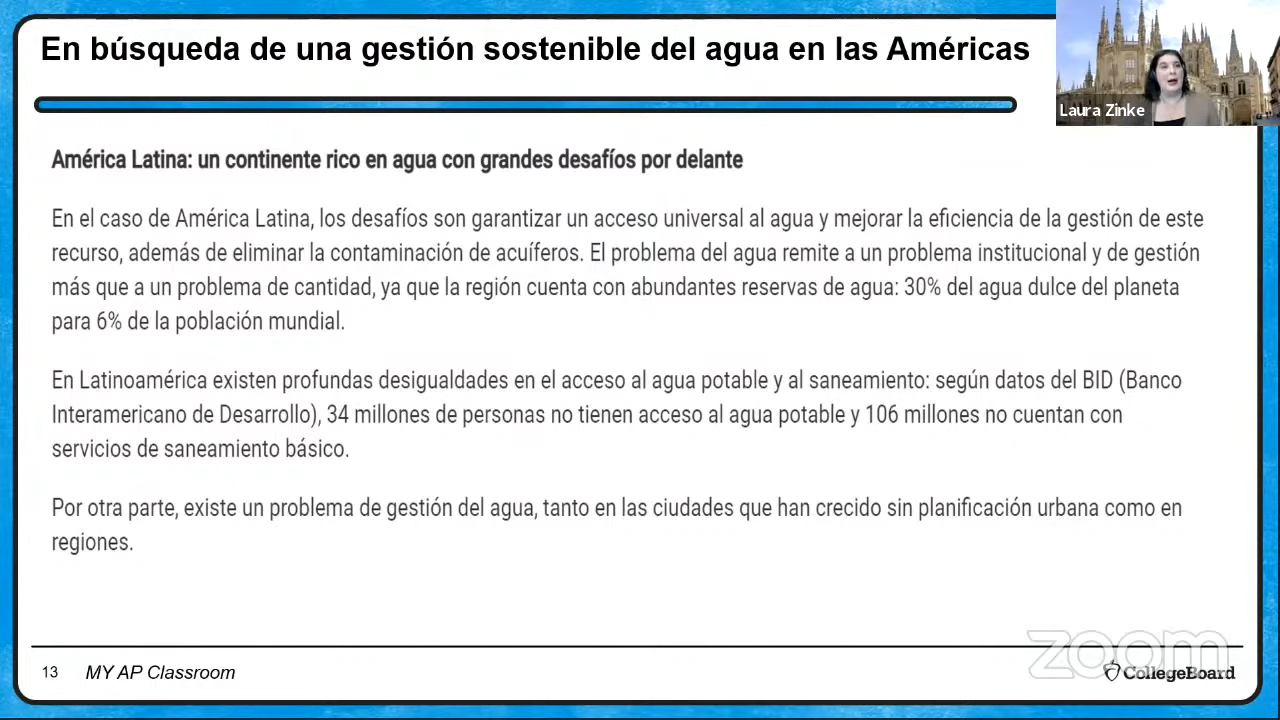 En búsqueda de una gestión sostenible del agua en las Américas
Laura Zinke
América Latina: un continente rico en agua con grandes desafíos por delante
En el caso de América Latina, los desafíos son garantizar un acceso universal al agua y mejorar la eficiencia de la gestión de este
recurso, además de eliminar la contaminación de acuíferos. El problema del agua remite a un problema institucional y de gestión
más que a un problema de cantidad, ya que la región cuenta con abundantes reservas de agua: 30% del agua dulce del planeta
para 6% de la población mundial.
En Latinoamérica existen profundas desigualdades en el acceso al agua potable y al saneamiento: según datos del BID (Banco
Interamericano de Desarrollo), 34 millones de personas no tienen acceso al agua potable y 106 millones no cuentan con
servicios de saneamiento básico.
Por otra parte, existe un problema de gestión del agua, tanto en las ciudades que han crecido sin planificación urbana como en
regiones.
zoom
13 MY AP Classroom
CollegeBoard